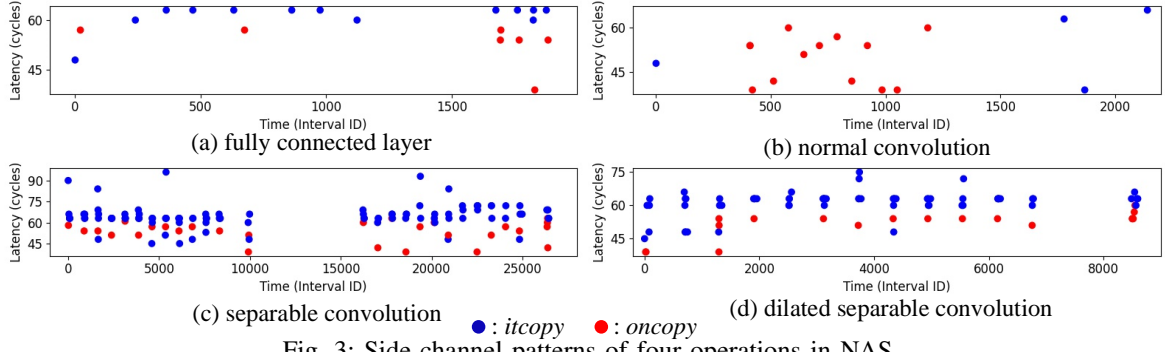 Latency (cycles)
60
45
0 500 1000 1500
Time (Interval ID)
(a) fully connected layer
Latency (cycles)
60
45
0 500 1000 1500 2000
Time (Interval ID)
(b) normal convolution
Latency (cycles)
90
75
60
45
0 5000 10000 15000 20000 25000
Time (Interval ID)
(c) separable convolution
Latency (cycles)
75
60
45
0 2000 4000 6000 8000
Time (Interval ID)
(d) dilated separable convolution
: itcopy : oncopy
Fig. 3: Side channel patterns of four operations in NAS